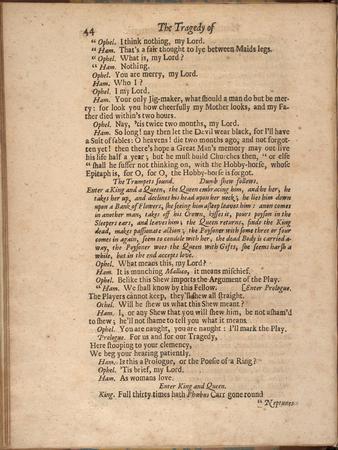 44 The Tragedy of
“ Ophel. I think nothing, my Lord.
“ Ham. That's a fair thought to lye between Maids legs.
“ Ophel. What is, my Lord?
“ Ham. Nothing.
Ophel. You are merry, my Lord.
Ham. Who I?
Ophel. I my Lord.
Ham. Your only Jig-maker, what should a man do but be mer-
ry: for look you how cheerfully my Mother looks, and my Fa-
ther died within's two hours.
Ophel. Nay, 'tis twice two months, my Lord.
Ham. So long! nay then let the Devil wear black, for I'll have
a Suit of sables: O heavens! die two months ago; and not forgot-
ten yet! then there's hope a Great Man's memory may out live
his life half a year; but he must build Churches then, “ or else
“ shall he suffer not thinking on, with the Hobby-horse, whose
Epitaph is, for O, for O, the Hobby-horse is forgot.
The Trumpets sound. Dumb shew follows.
Enter a King and a Queen, the Queen embracing him, and he her, he
takes her up, and declines his head upon her neck, he lies him down
upon a Bank of Flowers, she seeing him asleep leaves him: anon comes
in another man, takes off his Crown, kisses it, pours poyson in the
Sleepers ears, and leaves him: the Queen returns, finds the King
dead, makes passionate action; the Poysoner with some three or four
comes in again, seem to condole with her, the dead Body is carried a-
way, the Poysoner wooes the Queen with Gifts, she seems harsh a
while, but in the end accepts love.
Ophel. What means this, my Lord?
Ham. It is munching Mallico, it means mischief.
Ophel. Belike this Shew imports the Argument of the Play.
“ Ham. We shall know by this Fellow. [Enter Prologue.
The Players cannot keep, they'll shew all straight.
Ophel. Will he shew us what this Shew meant?
Ham. I, or any Shew that you will shew him, be not asham'd
to shew; he'll not shame to tell you what it means.
Ophel. You are naught, you are naught: I'll mark the Play.
Prologue. For us and for our Tragedy,
Here stooping to your clemency,
We beg your hearing patiently.
Ham. Is this a Prologue, or the Poesie of a Ring?
Ophel. 'Tis brief, my Lord.
Ham. As womans love.
Enter King and Queen.
King. Full thirty times hath Phœbus Carr gone round
“ Neptunes